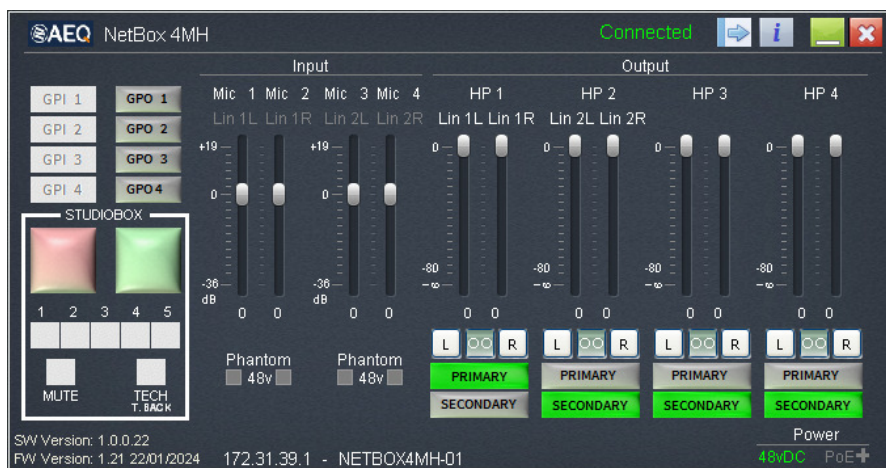 AEQ NetBox 4MH Connected i
Input Output
GPI 1 GPO 1 Mic 1 Mic 2 Mic 3 Mic 4 HP 1 HP 2 HP 3 HP 4
Lin 1L Lin 1R Lin 2L Lin 2R Lin 1L Lin 1R Lin 2L Lin 2R
GPI 2 GPO 2
+19 +19 0 0 0 0
GPI 3 GPO 3
GPI 4 GPO 4 0 0
STUDIOBOX
-80 -80 -80 -80
-36 -36 -∞ -∞ -∞ -∞
dB dB
1 2 3 4 5 0 0 0 0 0 0 0 0 0 0 0 0
L R L R L R L R
Phantom Phantom
48v 48v
PRIMARY PRIMARY PRIMARY PRIMARY
MUTE TECH
T. BACK
SECONDARY SECONDARY SECONDARY SECONDARY
SW Version: 1.0.0.22 Power
FW Version: 1.21 22/01/2024 172.31.39.1 - NETBOX4MH-01 48vDC PoE+